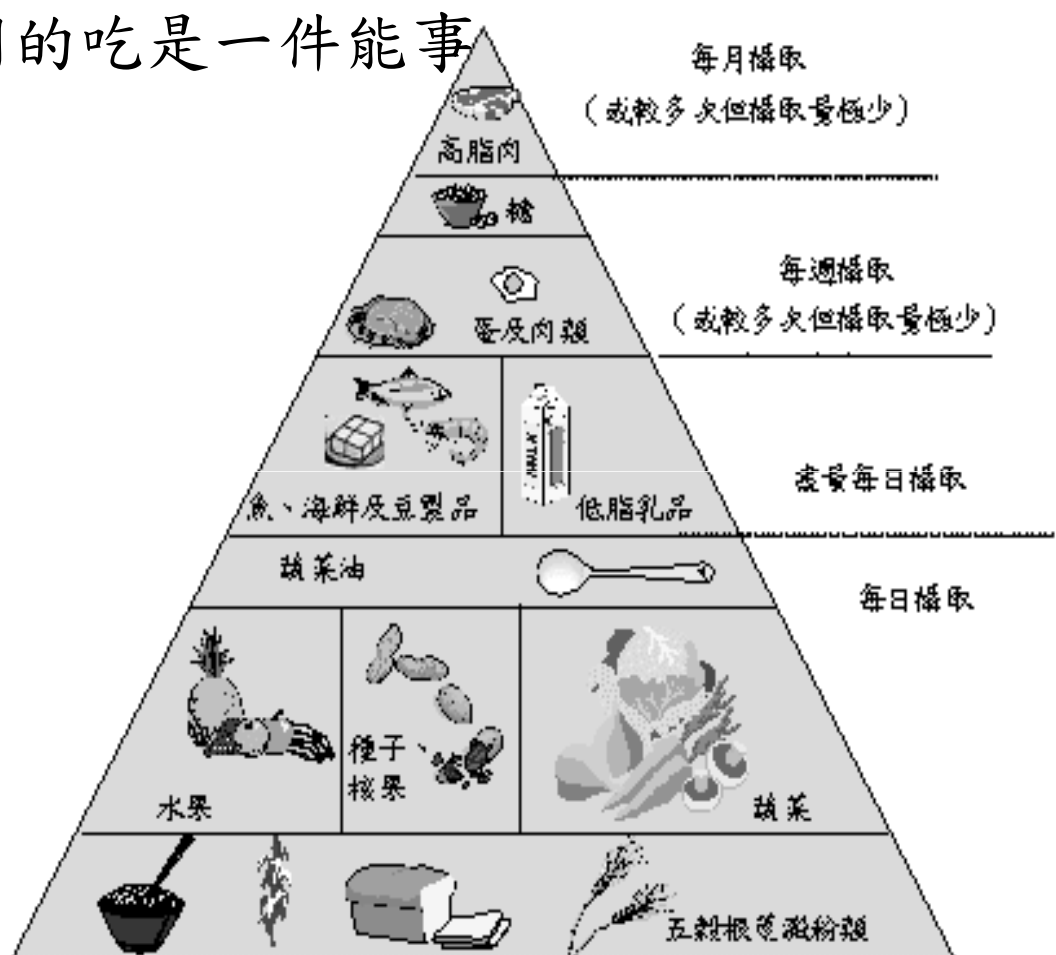 的吃是一件能事
每月攝取
（或較多次但攝取量極少）
高脂肉
糖
每週攝取
（或較多次但攝取量極少）
蛋及肉類
魚、海鮮及豆製品
低脂乳品
盡量每日攝取
蔬菜油
每日攝取
水果
種子、
核果
蔬菜
五穀根莖澱粉類